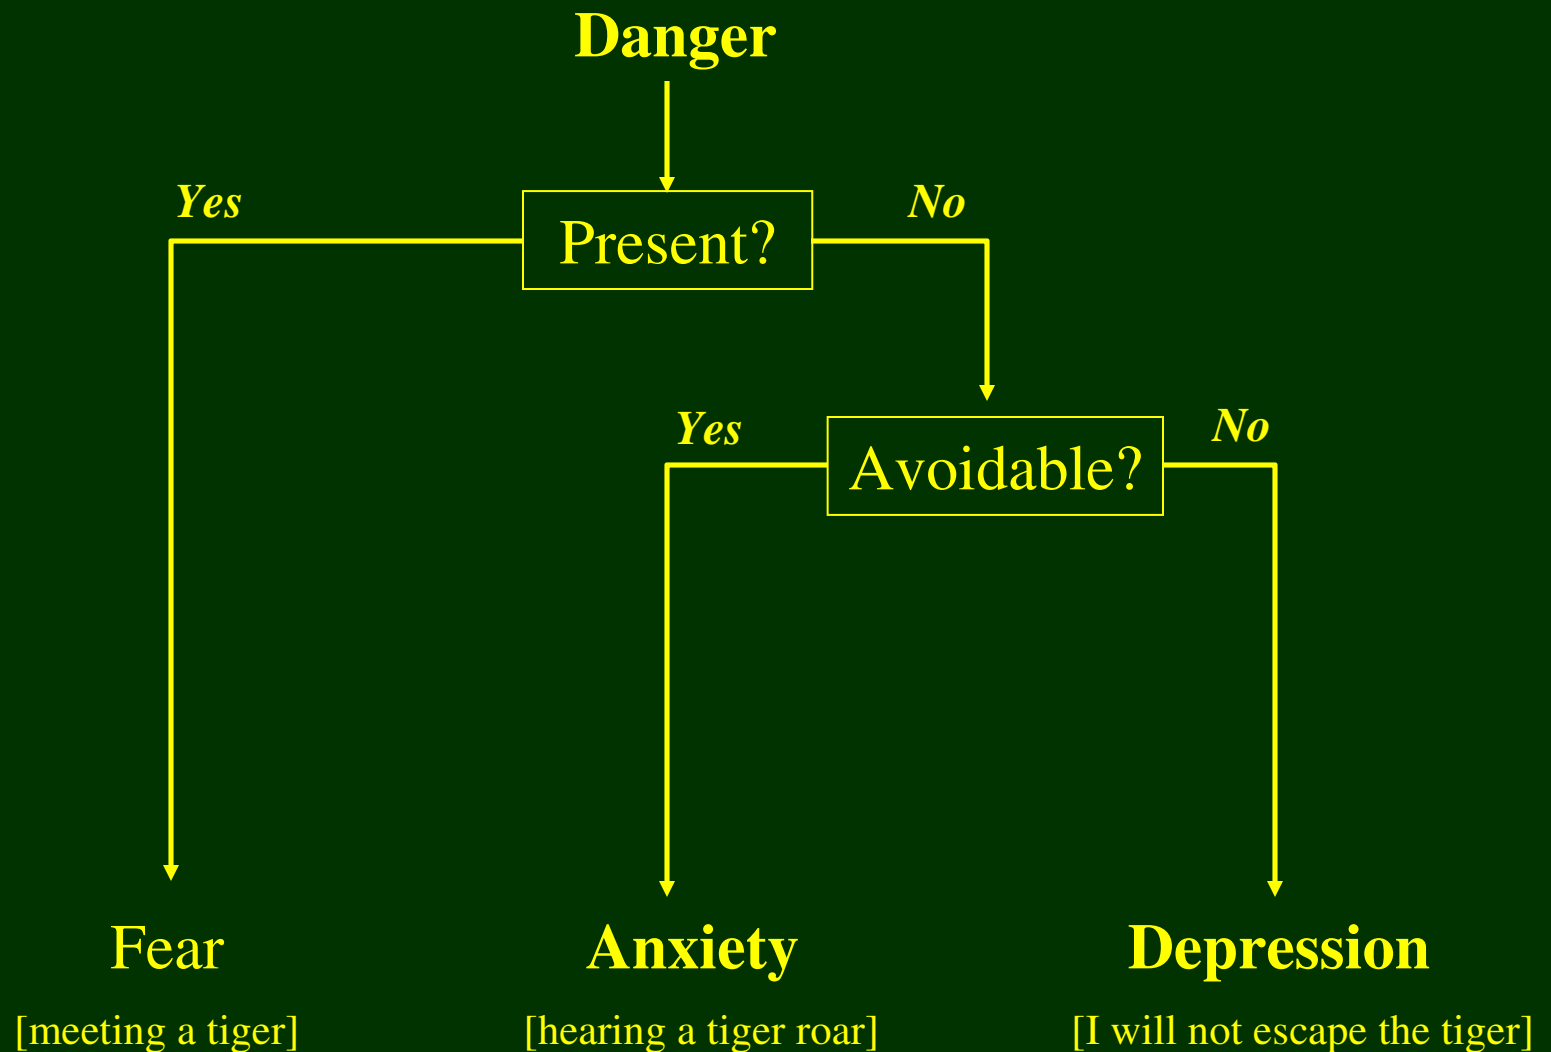 Danger
Yes
Present?
No
Yes
Avoidable?
No
Fear
Anxiety
Depression
[meeting a tiger]
[hearing a tiger roar]
[I will not escape the tiger]